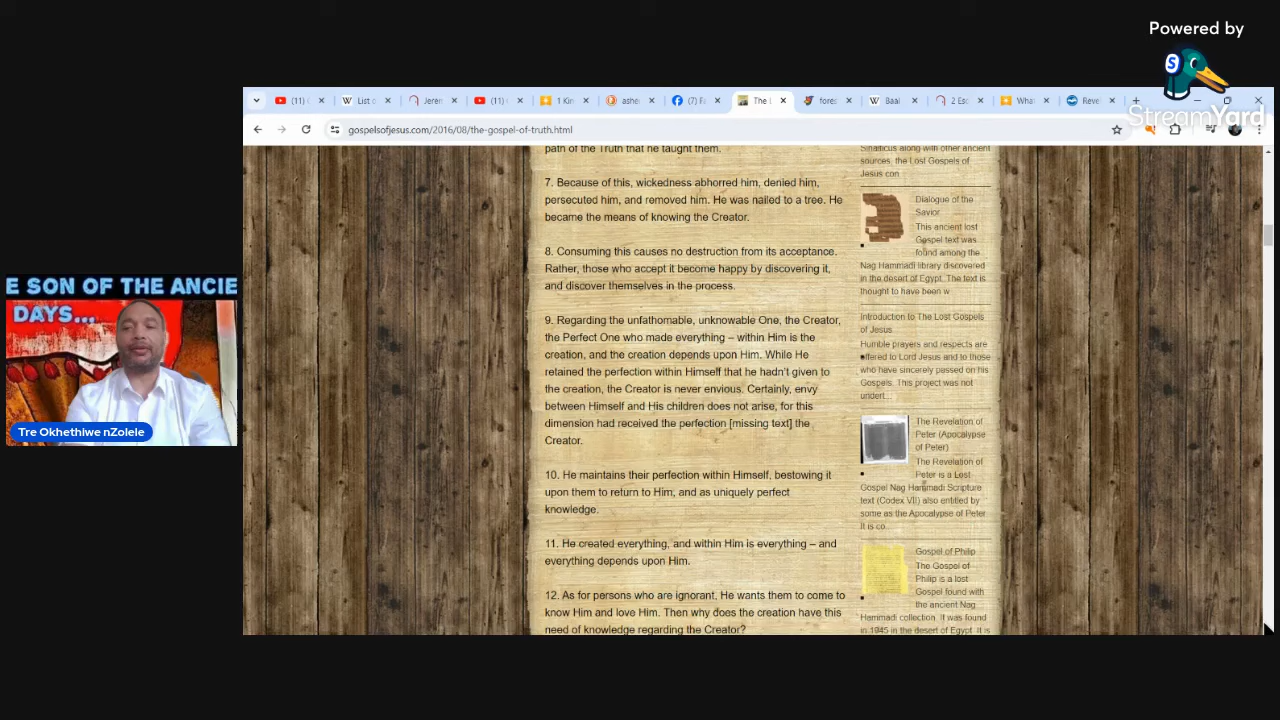 Powered by
StreamYard
(11) (
List o
Jerem
(11) (
1 Kin
ashe
(7) Fa
The L
fores
Baal
2 Esd
Wha
Reve
gospelsofjesus.com/2016/08/the-gospel-of-truth.html
path of the Truth that he taught them.
7. Because of this, wickedness abhorred him, denied him,
persecuted him, and removed him. He was nailed to a tree. He
became the means of knowing the Creator.
8. Consuming this causes no destruction from its acceptance.
Rather, those who accept it become happy by discovering it,
and discover themselves in the process.
9. Regarding the unfathomable, unknowable One, the Creator,
the Perfect One who made everything – within Him is the
creation, and the creation depends upon Him. While He
retained the perfection within Himself that he hadn't given to
the creation, the Creator is never envious. Certainly, envy
between Himself and His children does not arise, for this
dimension had received the perfection [missing text] the
Creator.
10. He maintains their perfection within Himself, bestowing it
upon them to return to Him, and as uniquely perfect
knowledge.
11. He created everything, and within Him is everything – and
everything depends upon Him.
12. As for persons who are ignorant, He wants them to come to
know Him and love Him. Then why does the creation have this
need of knowledge regarding the Creator?
Sinaiticus along with other ancient
sources, the Lost Gospels of
Jesus con
Dialogue of the
Savior
This ancient lost
Gospel text was
found among the
Nag Hammadi library discovered
in the desert of Egypt. The text is
thought to have been w
Introduction to The Lost Gospels
of Jesus
Humble prayers and respects are
offered to Lord Jesus and to those
who have sincerely passed on his
Gospels. This project was not
undert...
The Revelation of
Peter (Apocalypse
of Peter)
The Revelation of
Peter is a Lost
Gospel Nag Hammadi Scripture
text (Codex VII) also entitled by
some as the Apocalypse of Peter
It is co
Gospel of Philip
The Gospel of
Philip is a lost
Gospel found with
the ancient Nag
Hammadi collection. It was found
in 1945 in the desert of Egypt. It is
E SON OF THE ANCIE
DAYS...
Tre Okhethiwe nZolele